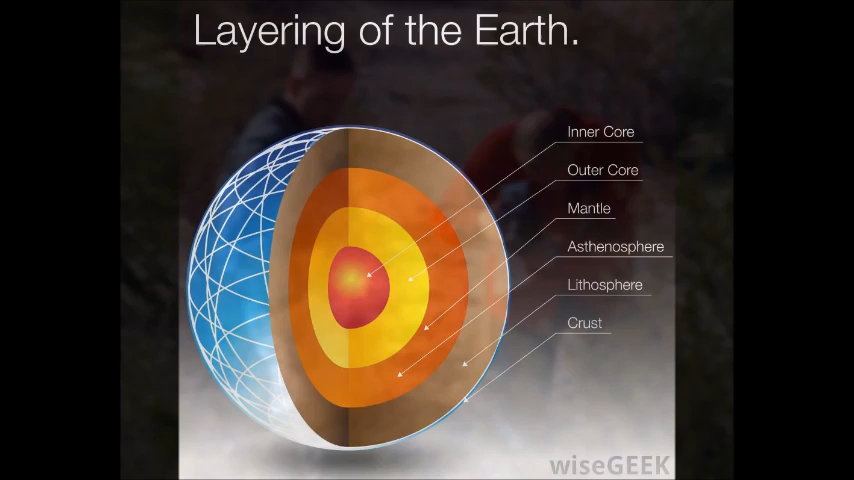 Layering of the Earth.
Inner Core
Outer Core
Mantle
Asthenosphere
Lithosphere
Crust
wiseGEEK